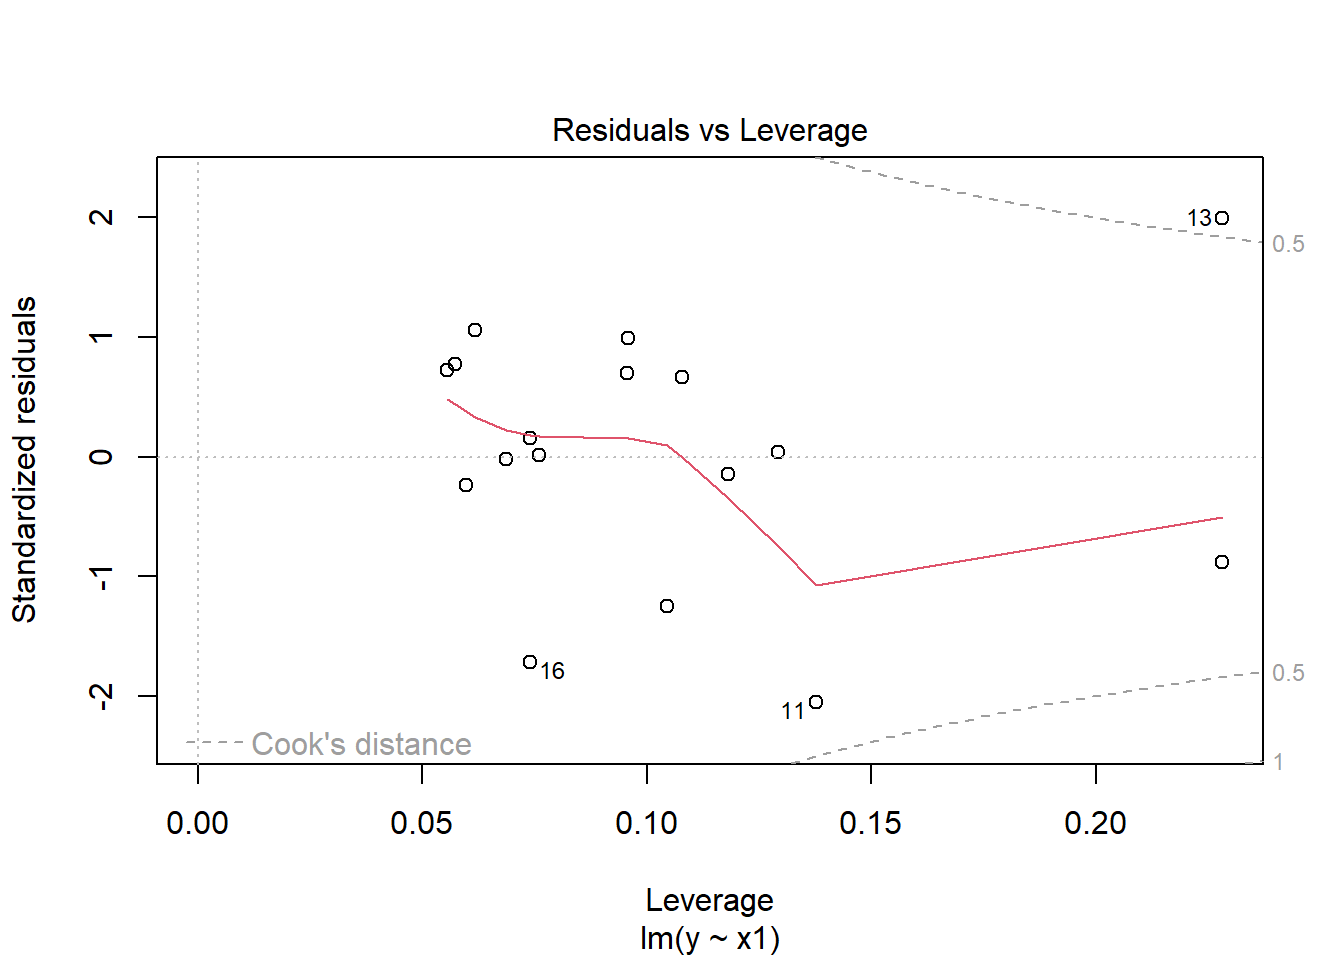 Residuals vs Leverage
Standardized residuals
2
1
0
-1
-2
13
0.5
16
11
0.5
1
Cook's distance
0.00 0.05 0.10 0.15 0.20
Leverage
lm(y ~ x1)